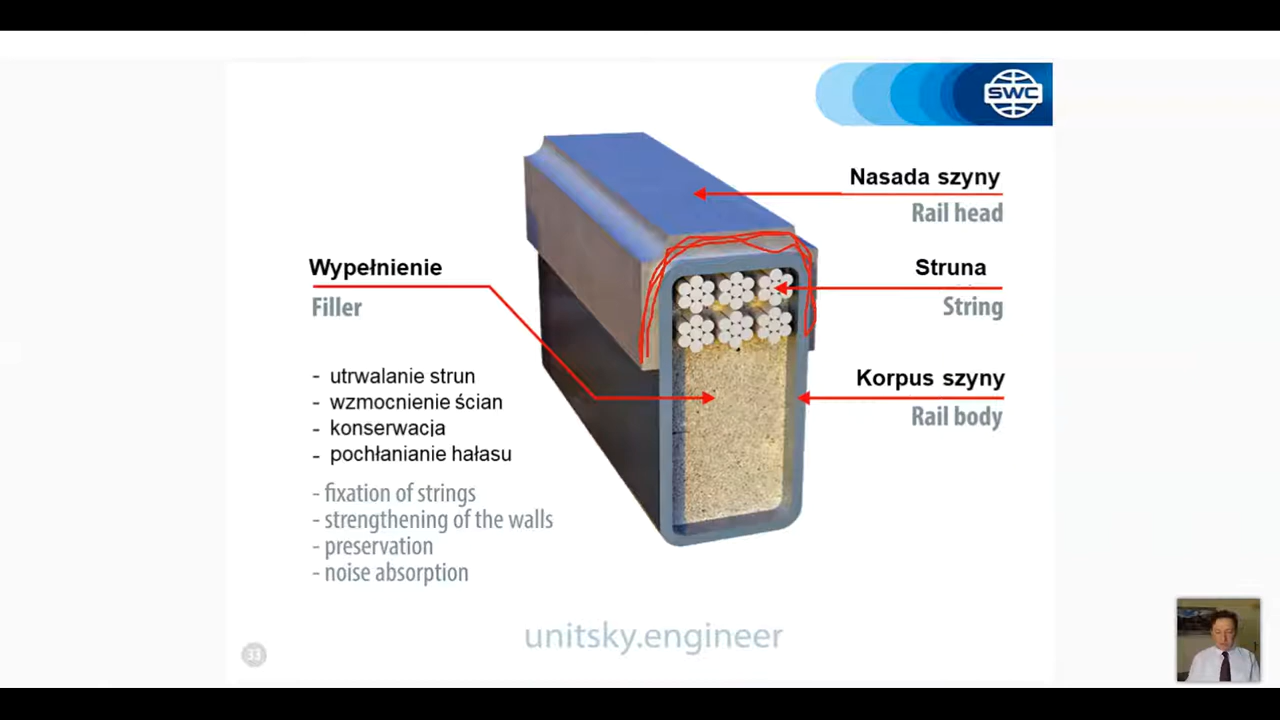 SWC
Nasada szyny
Rail head
Wypełnienie
Filler
Struna
String
Korpus szyny
Rail body
- utrwalanie strun
- wzmocnienie ścian
- konserwacja
- pochłanianie hałasu
- fixation of strings
- strengthening of the walls
- preservation
- noise absorption
unitsky.engineer
33